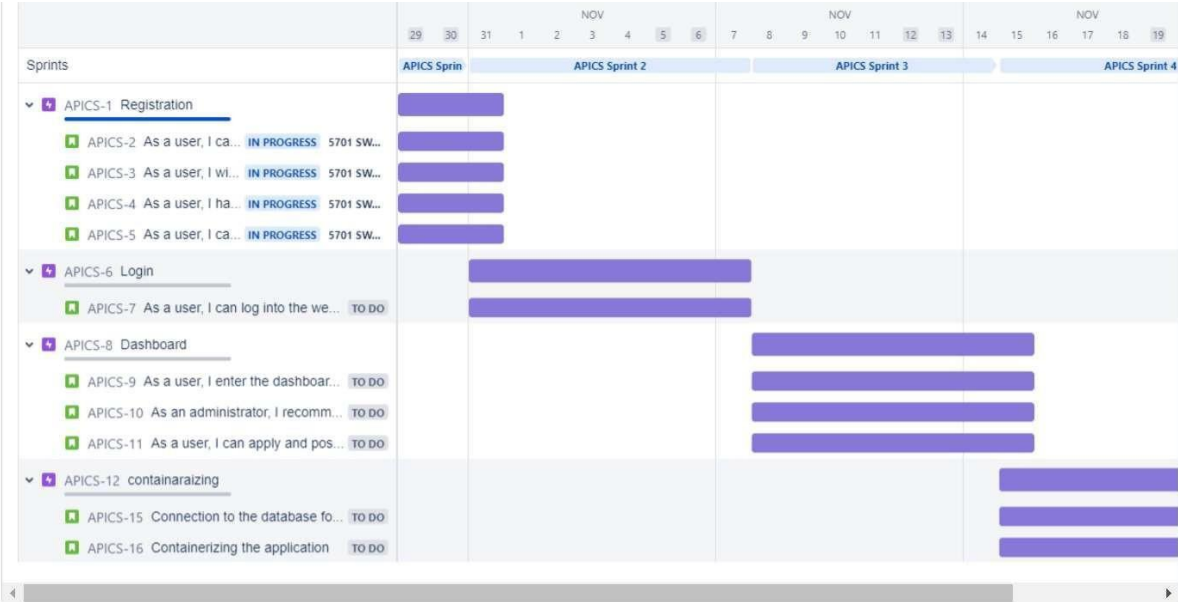 NOV NOV NOV
29 30 31 1 2 3 4 5 6 7 8 9 10 11 12 13 14 15 16 17 18 19
Sprints APICS Sprin APICS Sprint 2 APICS Sprint 3 APICS Sprint 4
APICS-1 Registration
APICS-2 As a user, I ca... IN PROGRESS 5701 SW...
APICS-3 As a user, I wi... IN PROGRESS 5701 SW...
APICS-4 As a user, I ha... IN PROGRESS 5701 SW...
APICS-5 As a user, I ca... IN PROGRESS 5701 SW...
APICS-6 Login
APICS-7 As a user, I can log into the we... TO DO
APICS-8 Dashboard
APICS-9 As a user, I enter the dashboar... TO DO
APICS-10 As an administrator, I recomm... TO DO
APICS-11 As a user, I can apply and pos... TO DO
APICS-12 containaraizing
APICS-15 Connection to the database fo... TO DO
APICS-16 Containerizing the application TO DO